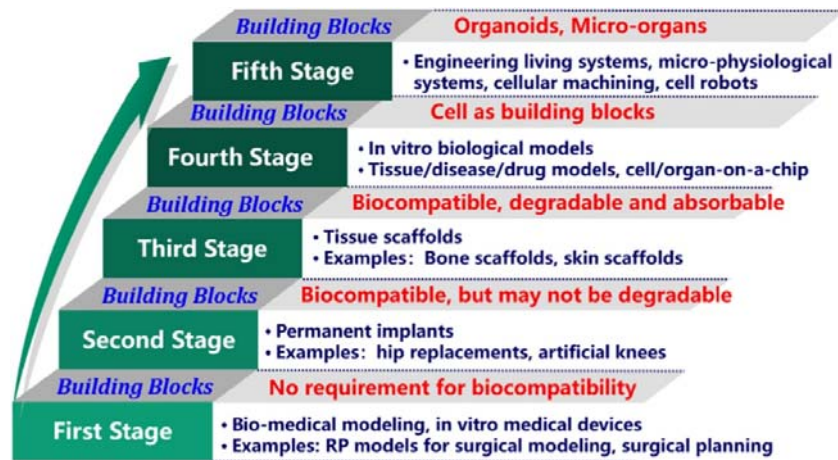 Building Blocks Organoids, Micro-organs
Fifth Stage
• Engineering living systems, micro-physiological
systems, cellular machining, cell robots
Building Blocks Cell as building blocks
Fourth Stage
• In vitro biological models
• Tissue/disease/drug models, cell/organ-on-a-chip
Building Blocks Biocompatible, degradable and absorbable
Third Stage
• Tissue scaffolds
• Examples: Bone scaffolds, skin scaffolds
Building Blocks Biocompatible, but may not be degradable
Second Stage
• Permanent implants
• Examples: hip replacements, artificial knees
Building Blocks No requirement for biocompatibility
First Stage
• Bio-medical modeling, in vitro medical devices
• Examples: RP models for surgical modeling, surgical planning